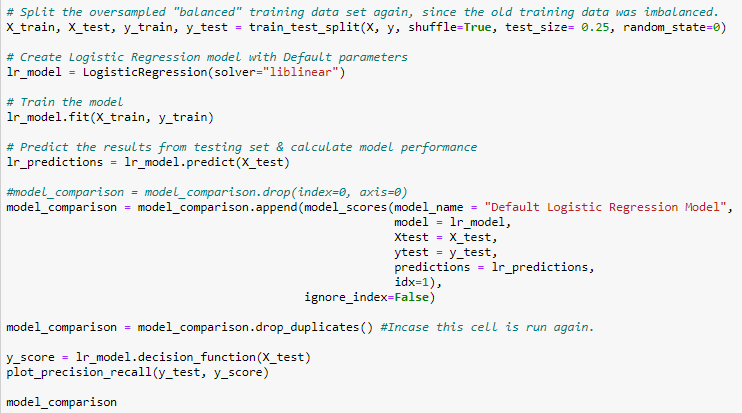 # Split the oversampled "balanced" training data set again, since the old training data was imbalanced.
X_train, X_test, y_train, y_test = train_test_split(X, y, shuffle=True, test_size= 0.25, random_state=0)
# Create Logistic Regression model with Default parameters
lr_model = LogisticRegression(solver="liblinear")
# Train the model
lr_model.fit(X_train, y_train)
# Predict the results from testing set & calculate model performance
lr_predictions = lr_model.predict(X_test)
#model_comparison = model_comparison.drop(index=0, axis=0)
model_comparison = model_comparison.append(model_scores(model_name = "Default Logistic Regression Model",
model = lr_model,
Xtest = X_test,
ytest = y_test,
predictions = lr_predictions,
idx=1),
ignore_index=False)
model_comparison = model_comparison.drop_duplicates() #Incase this cell is run again.
y_score = lr_model.decision_function(X_test)
plot_precision_recall(y_test, y_score)
model_comparison